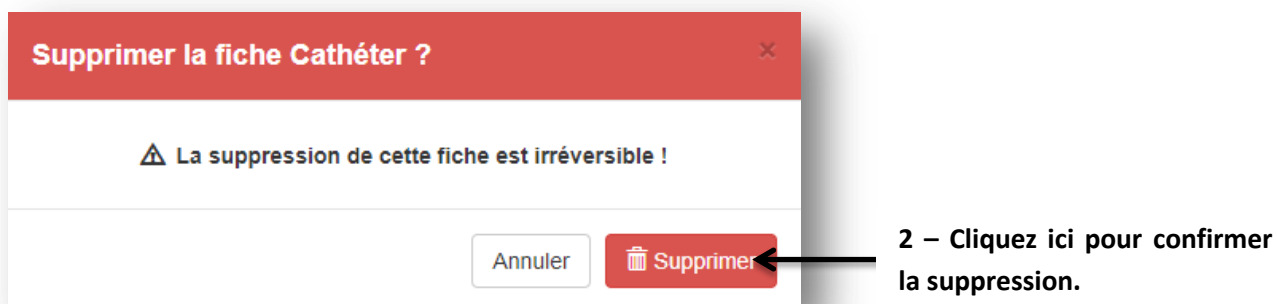 Supprimer la fiche Cathéter ?
×
⚠ La suppression de cette fiche est irréversible !
Annuler
Supprimer
2 – Cliquez ici pour confirmer
la suppression.